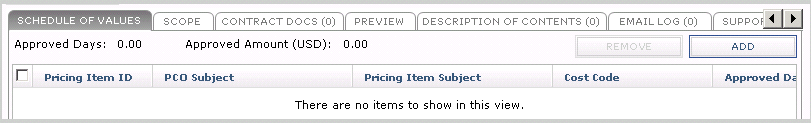 SCHEDULE OF VALUES SCOPE CONTRACT DOCS (0) PREVIEW DESCRIPTION OF CONTENTS (0) EMAIL LOG (0) SUPPO
Approved Days: 0.00 Approved Amount (USD): 0.00 REMOVE ADD
Pricing Item ID PCO Subject Pricing Item Subject Cost Code Approved Da
There are no items to show in this view.